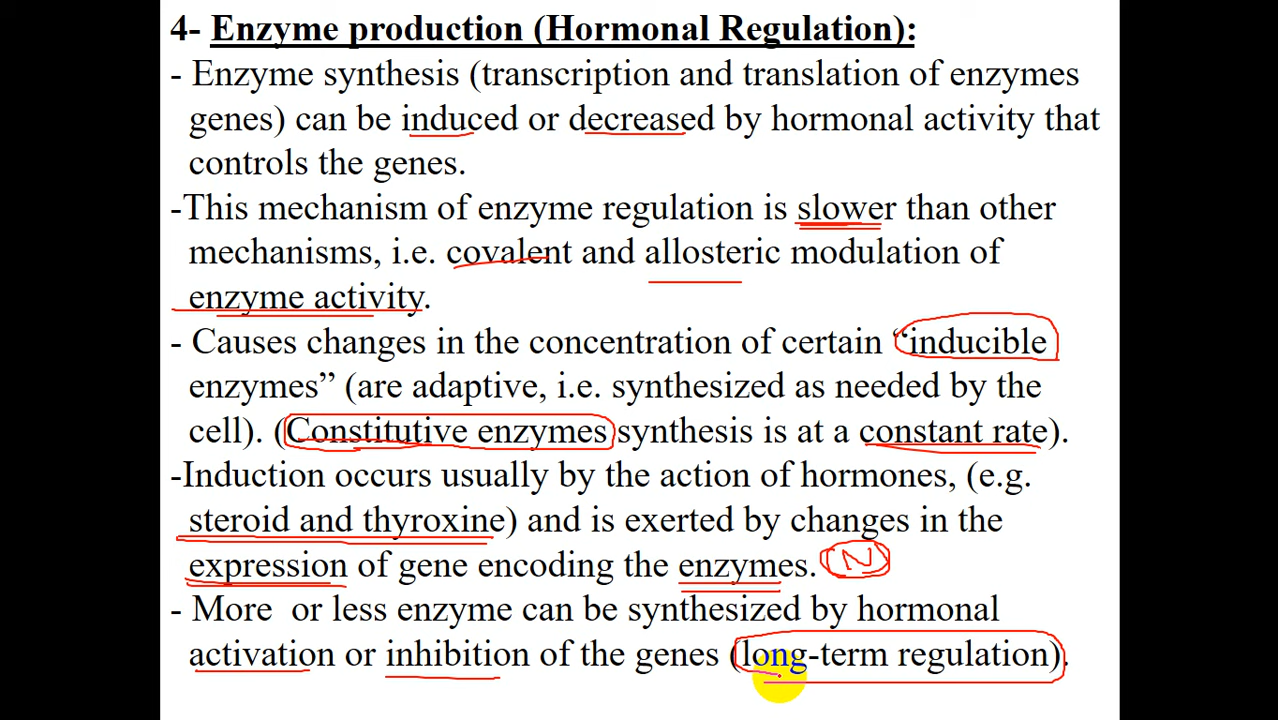 4- Enzyme production (Hormonal Regulation):
- Enzyme synthesis (transcription and translation of enzymes
genes) can be induced or decreased by hormonal activity that
controls the genes.
-This mechanism of enzyme regulation is slower than other
mechanisms, i.e. covalent and allosteric modulation of
enzyme activity.
- Causes changes in the concentration of certain “inducible
enzymes” (are adaptive, i.e. synthesized as needed by the
cell). (Constitutive enzymes synthesis is at a constant rate).
-Induction occurs usually by the action of hormones, (e.g.
steroid and thyroxine) and is exerted by changes in the
expression of gene encoding the enzymes. N
- More or less enzyme can be synthesized by hormonal
activation or inhibition of the genes (long-term regulation).